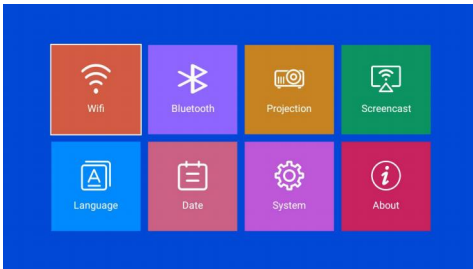 Wifi
Bluetooth
Projection
Screencast
A
Language
Date
System
i
About